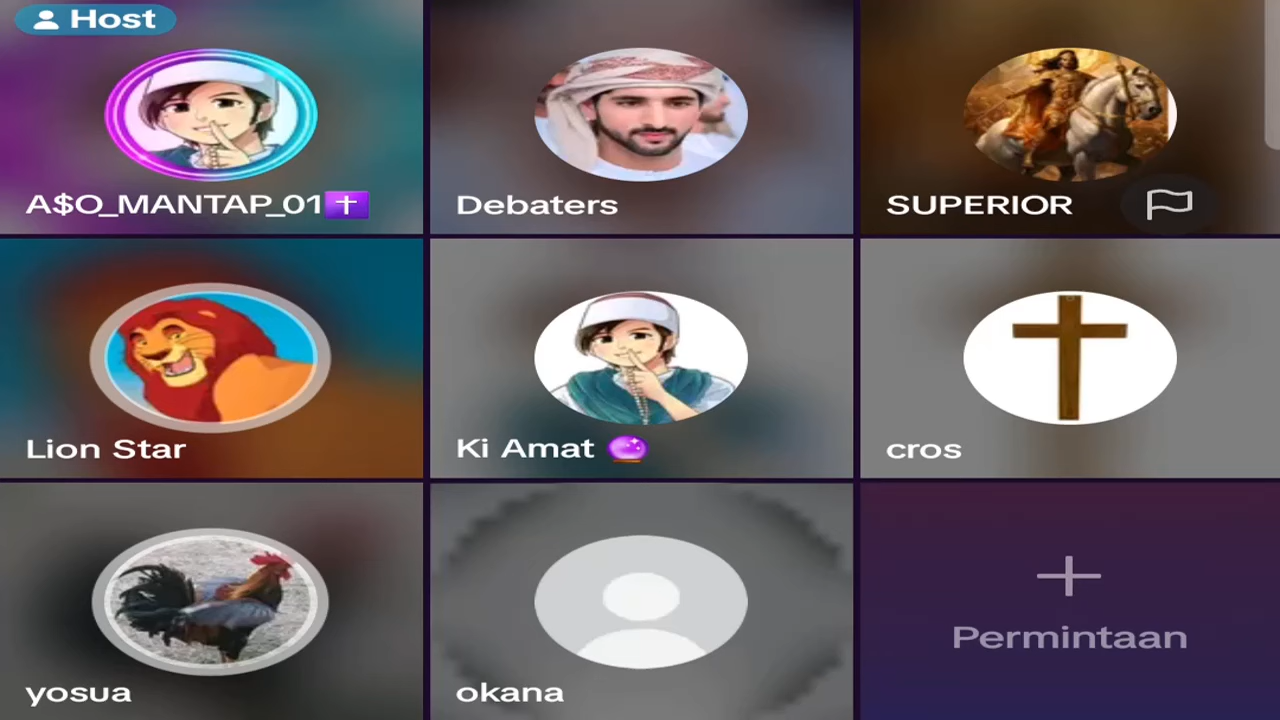 Host
A$O_MANTAP_01✝️
Debaters
SUPERIOR
Lion Star
Ki Amat 🔮
cros
yosua
okana
Permintaan